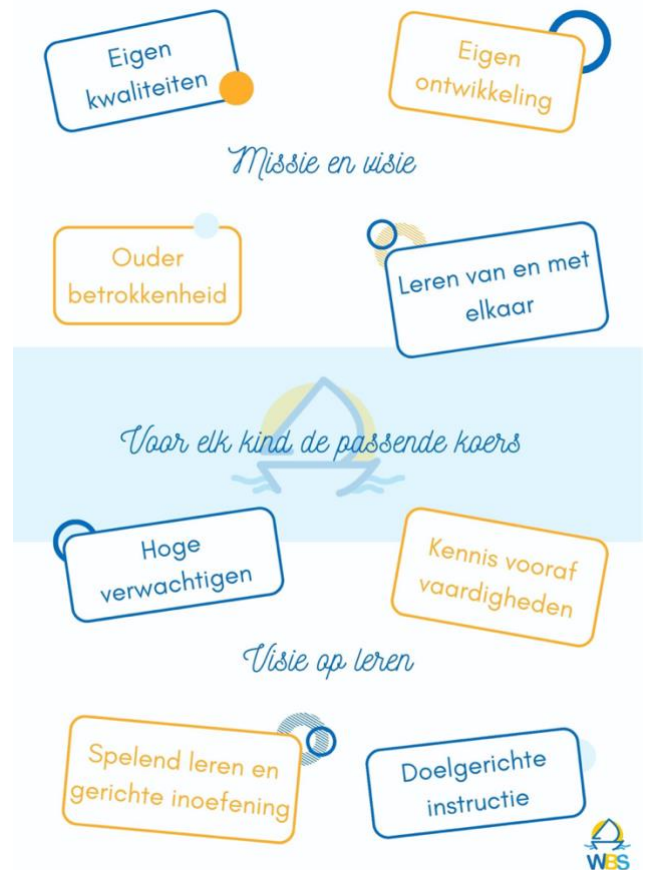 Eigen
kwaliteiten
Eigen
ontwikkeling
Missie en visie
Ouder
betrokkenheid
Leren van en met
elkaar
Voor elk kind de passende koers
Hoge
verwachtigen
Kennis vooraf
vaardigheden
Visie op leren
Spelend leren en
gerichte inoefening
Doelgerichte
instructie
WBS